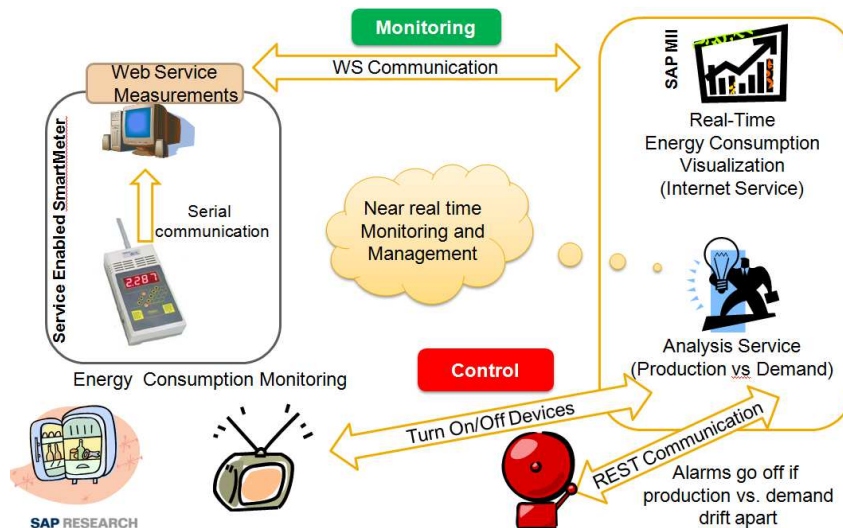 Monitoring
WS Communication
Web Service
Measurements
Service Enabled SmartMeter
Serial
communication
2.287
Near real time
Monitoring and
Management
SAP MII
Real-Time
Energy Consumption
Visualization
(Internet Service)
Analysis Service
(Production vs Demand)
Energy Consumption Monitoring
Control
Turn On/Off Devices
REST Communication
Alarms go off if
production vs. demand
drift apart
SAP RESEARCH